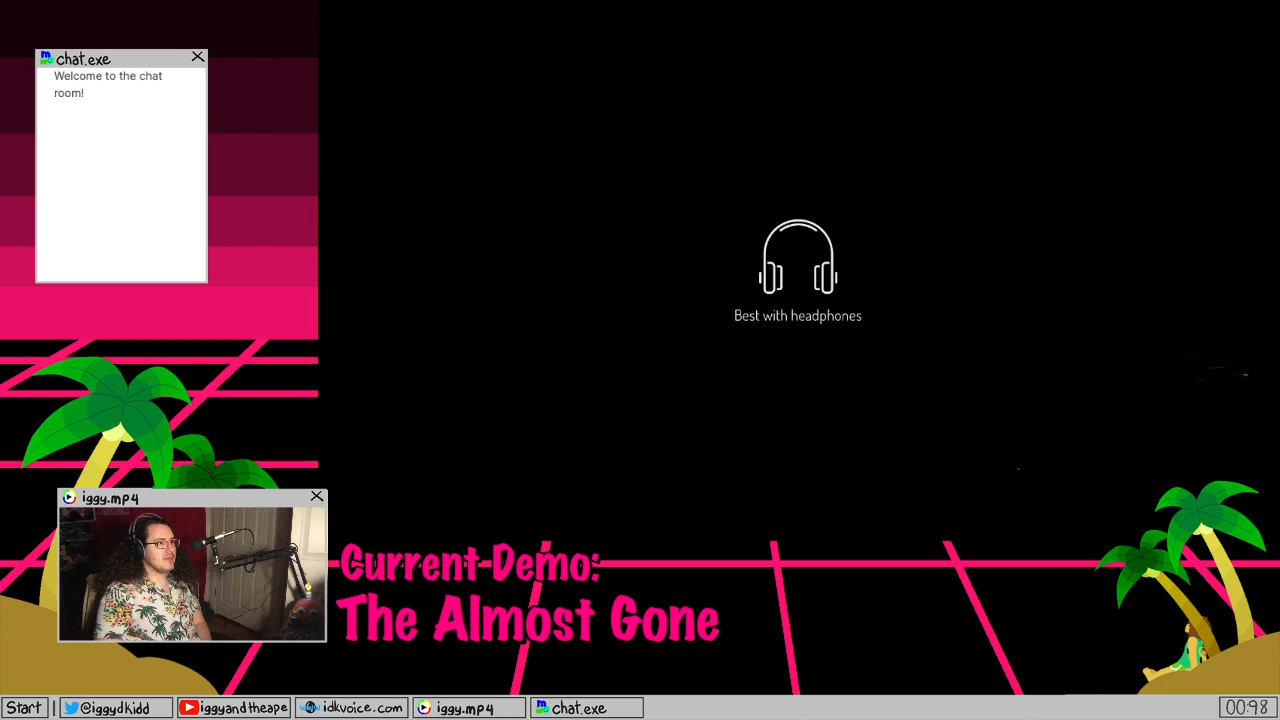 chat.exe
Welcome to the chat
room!
Best with headphones
iggy.mp4
Current Demo:
The Almost Gone
Start
@iggydkidd
iggyandtheape
idkvoice.com
iggy.mp4
chat.exe
00:98